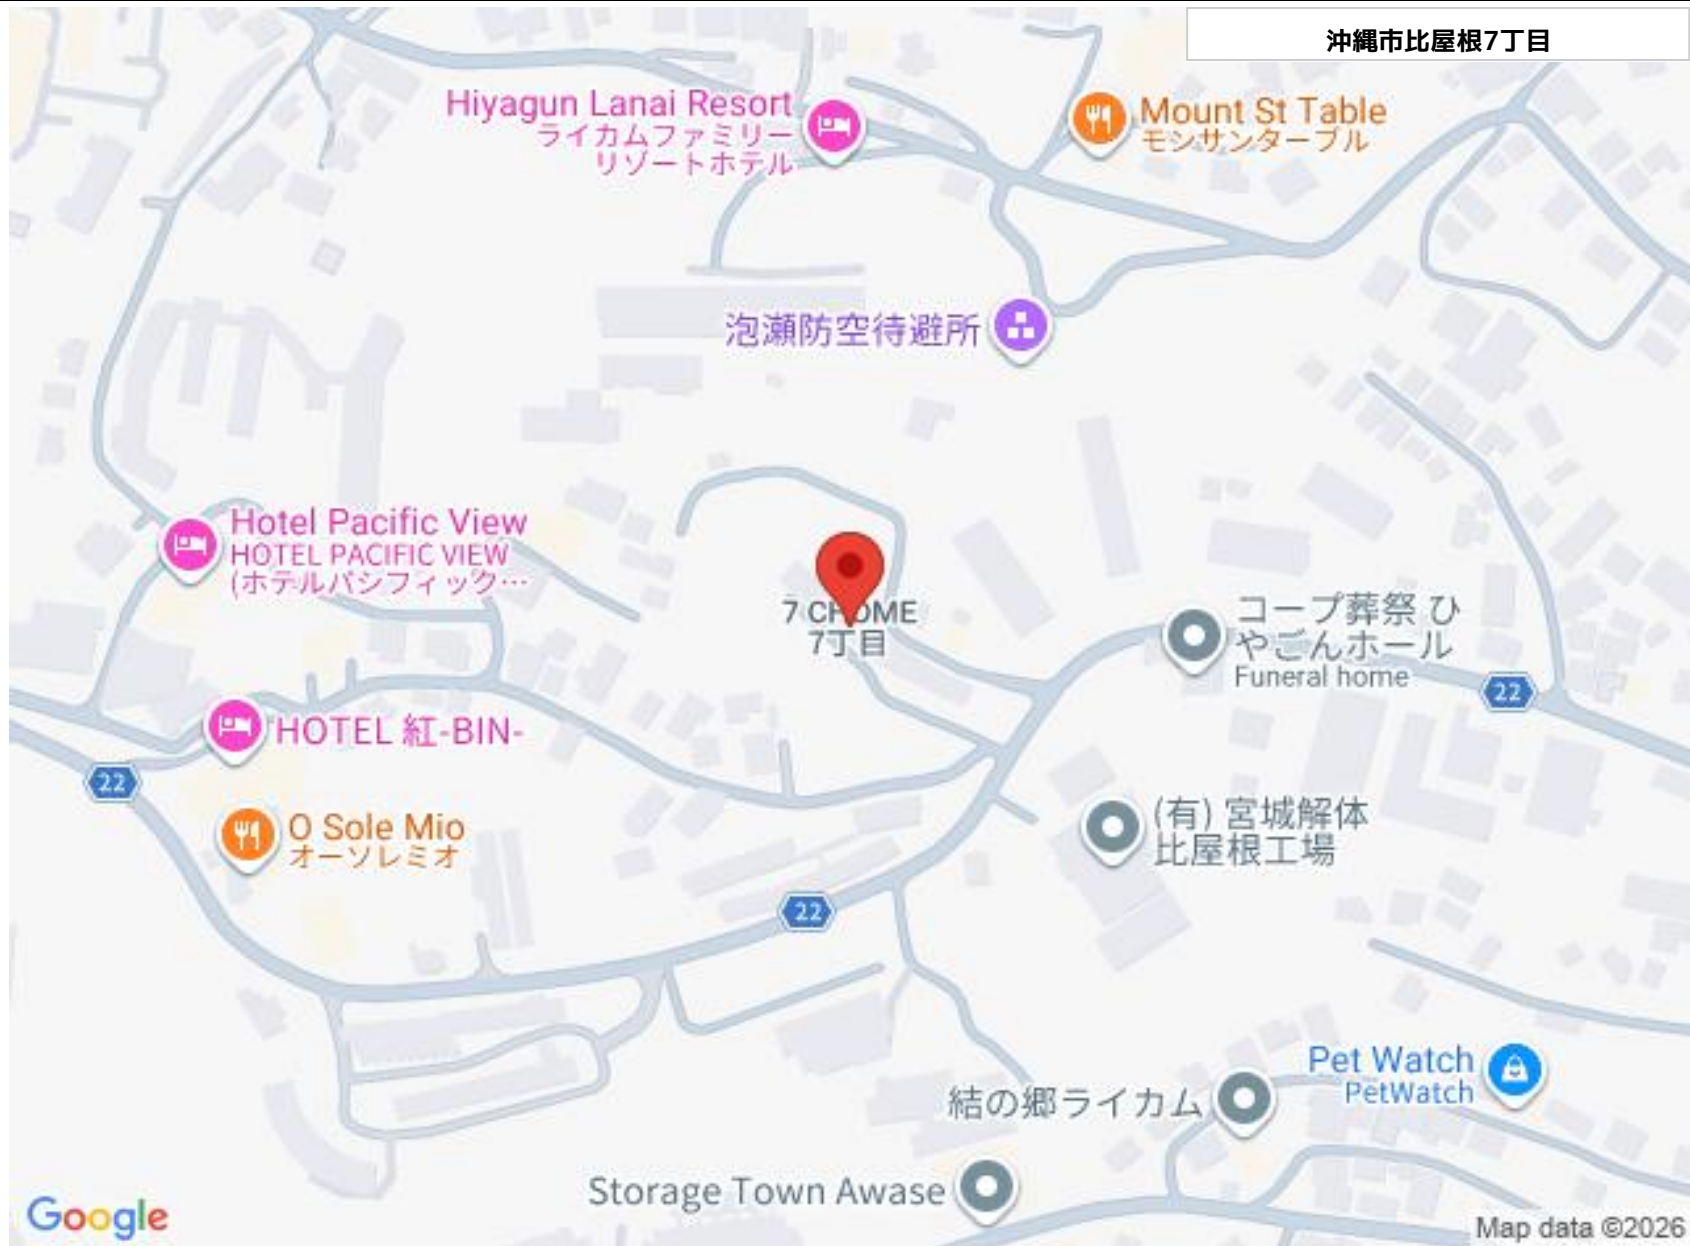 沖縄市比屋根7丁目
Hiyagun Lanai Resort
ライカムファミリー
リゾートホテル
Mount St Table
モンサンターブル
泡瀬防空待避所
Hotel Pacific View
HOTEL PACIFIC VIEW
(ホテルパシフィック…
7 CHOME
7丁目
コープ葬祭 ひ
やごんホール
Funeral home
22
HOTEL 紅-BIN-
22
O Sole Mio
オーソレミオ
(有) 宮城解体
比屋根工場
22
Pet Watch
PetWatch
結の郷ライカム
Storage Town Awase
Google
Map data ©2026